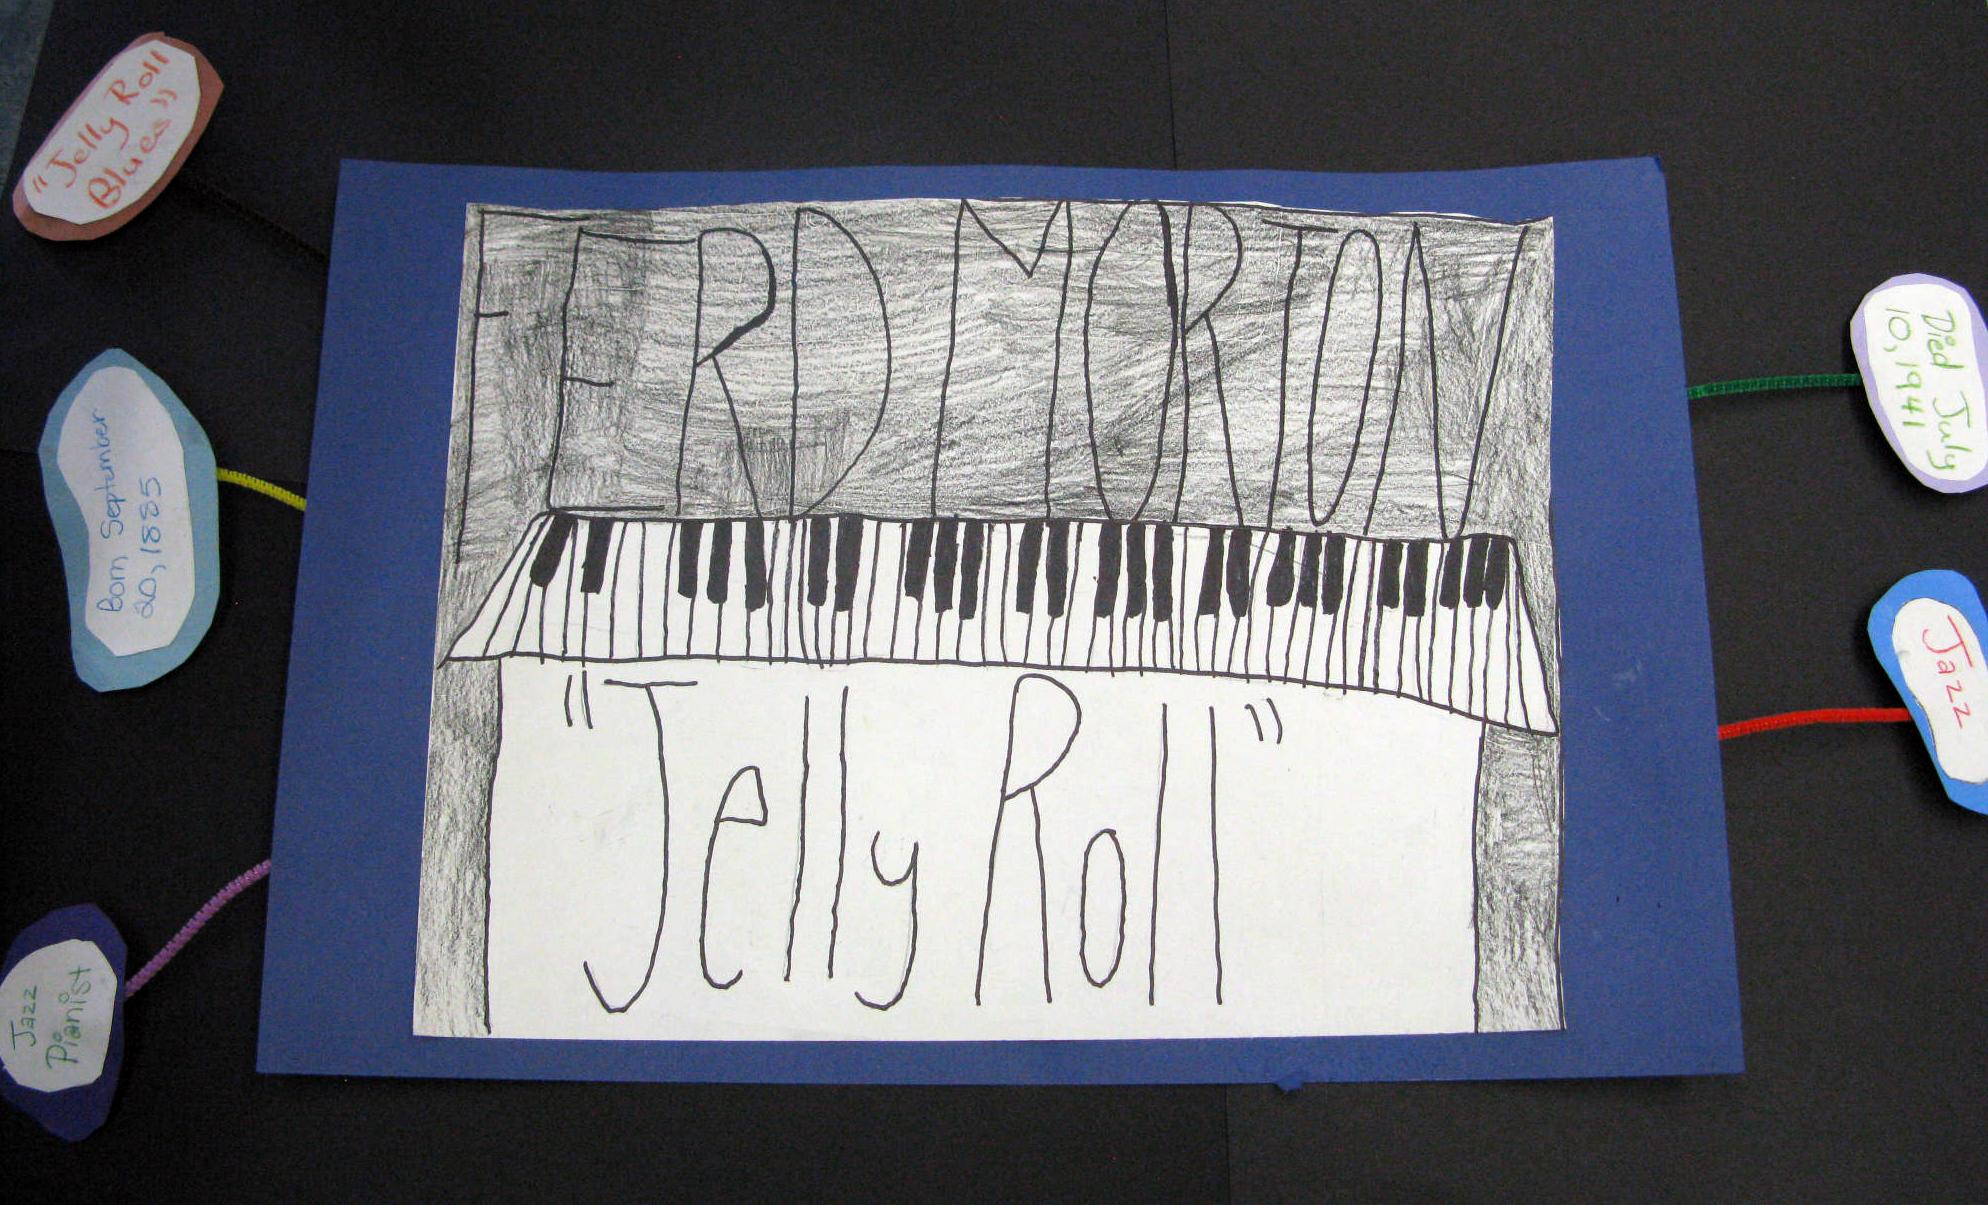 "Jelly Roll
Blues"
FERD MORTON
Died July
10, 1941
Born September
20, 1885
"Jelly Roll"
Jazz
Jazz
Pianist